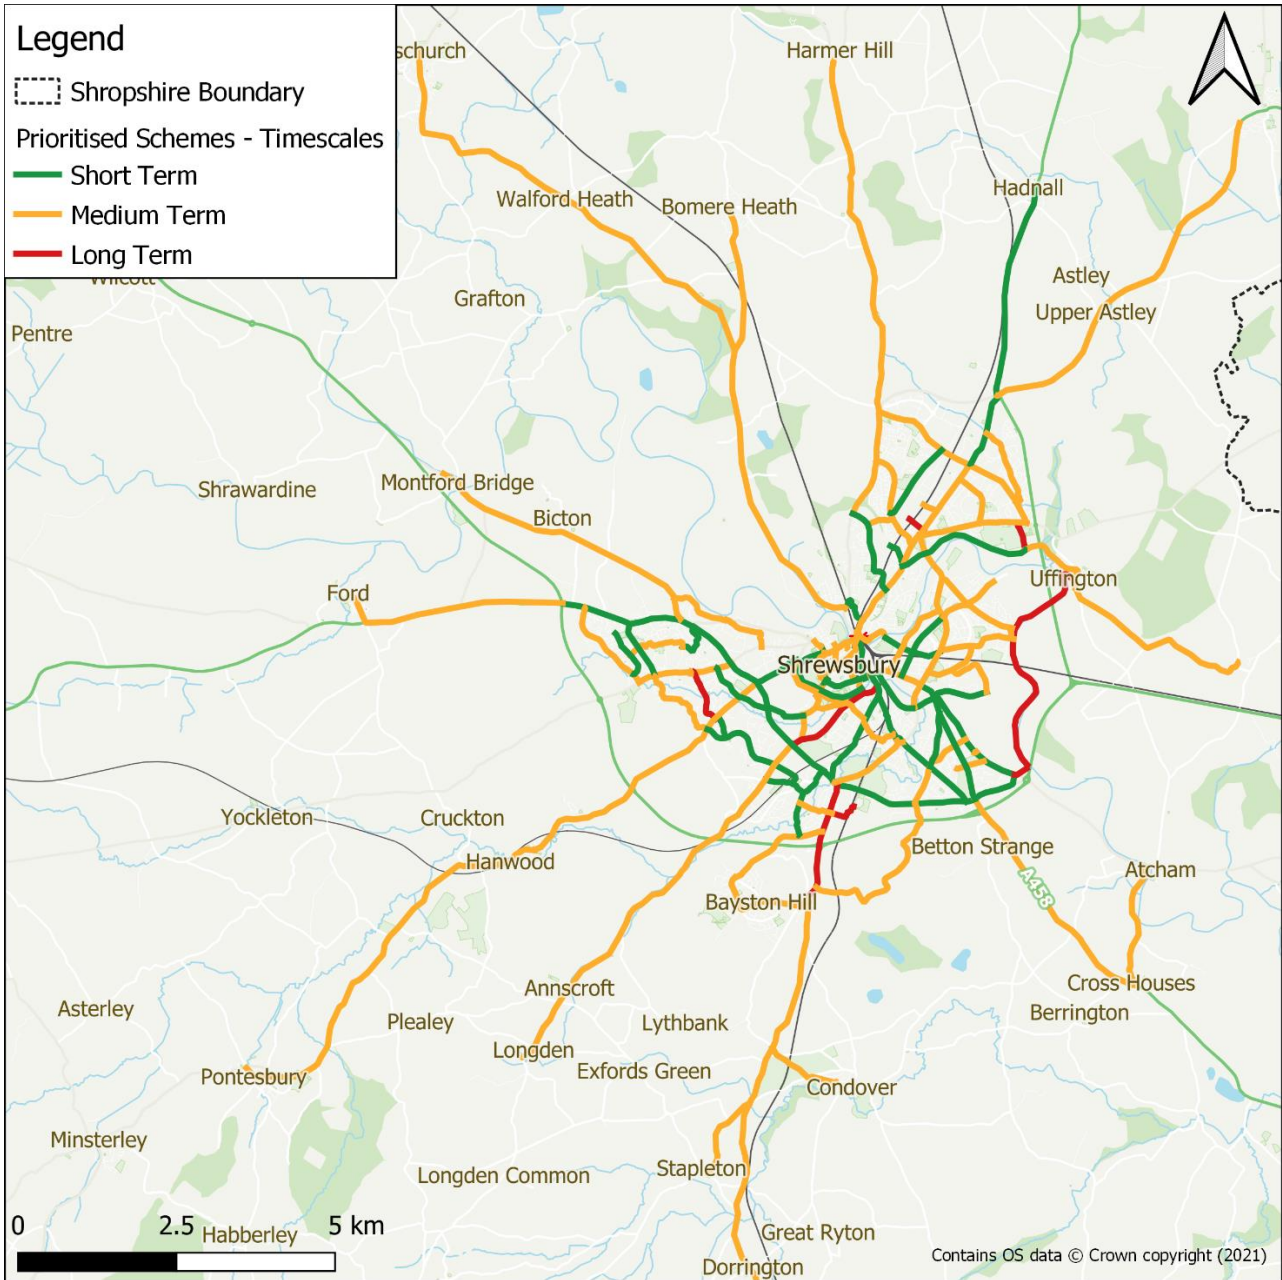 Legend
Shropshire Boundary
Prioritised Schemes - Timescales
Short Term
Medium Term
Long Term
schurch
Harmer Hill
Hadnall
Walford Heath
Bomere Heath
Astley
Wilcott
Grafton
Upper Astley
Pentre
Montford Bridge
Shrawardine
Bicton
Uffington
Ford
Shrewsbury
Yockleton
Cruckton
Betton Strange
Hanwood
Atcham
A458
Bayston Hill
Annscroft
Cross Houses
Asterley
Plealey
Lythbank
Berrington
Longden
Exfords Green
Pontesbury
Condover
Minsterley
Longden Common
Stapleton
0 2.5 5 km
Habberley
Great Ryton
Dorrington
Contains OS data © Crown copyright (2021)